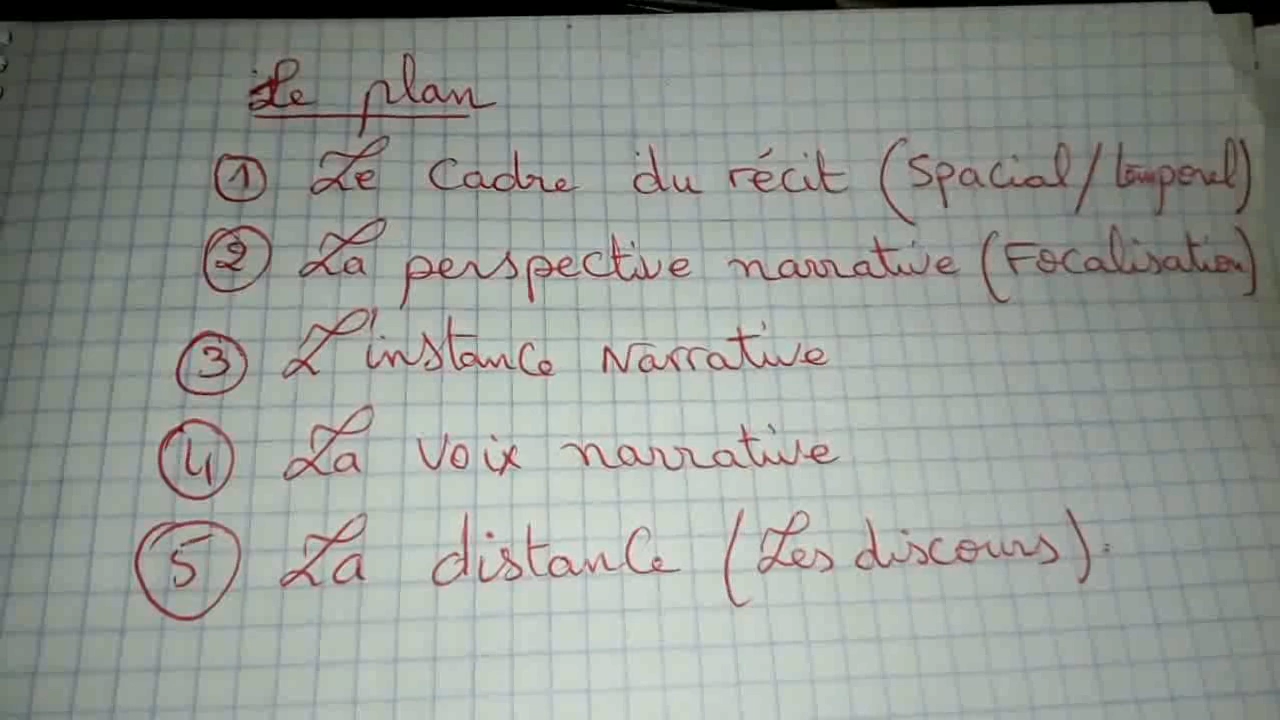 Le plan
1 Le cadre du récit (Spacial/temporel)
2 La perspective narrative (Focalisation)
3 L'instance Narrative
4 La voix narrative
5 La distance (Les discours).